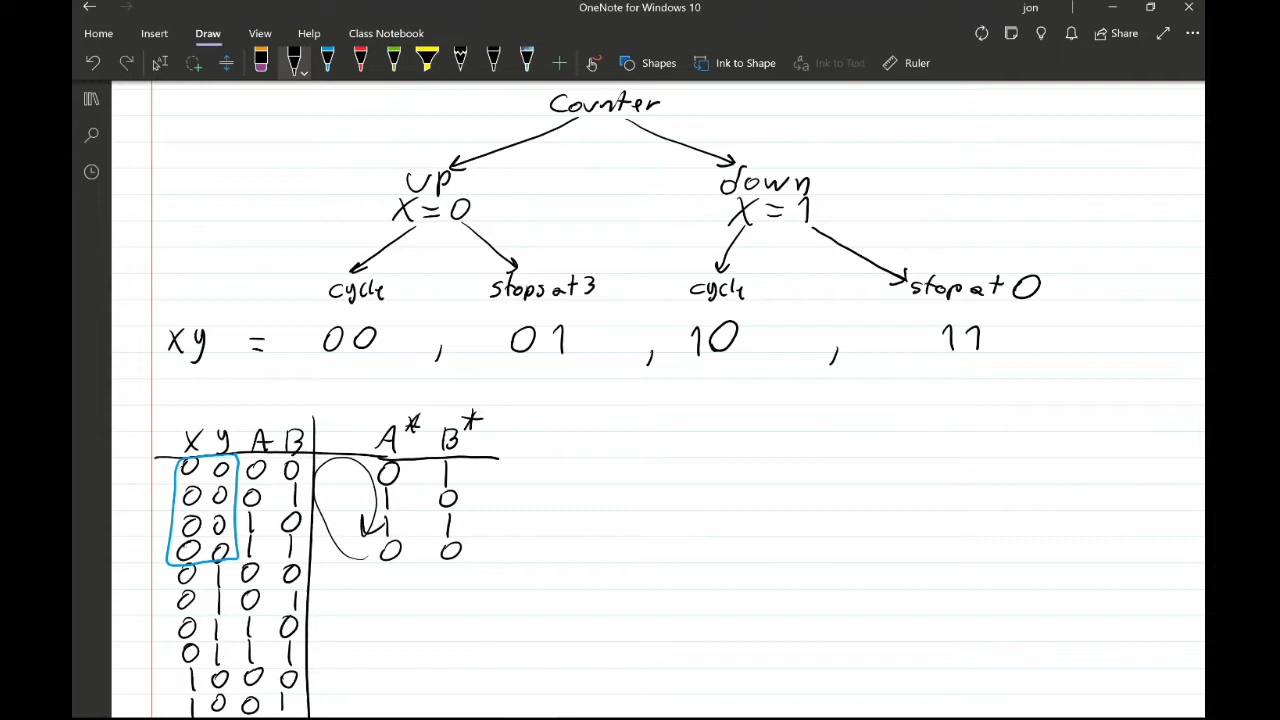 OneNote for Windows 10
jon
Home Insert Draw View Help Class Notebook
Share
Shapes Ink to Shape Ink to Text Ruler
Counter
up down
X = 0 X = 1
cycle stops at 3 cycle stop at 0
xy = 00 , 01 , 10 , 11
X y A B A* B*
0 0 0 0 0 1
0 0 0 1 1 0
0 0 1 0 1 1
0 0 1 1 0 0
0 1 0 0
0 1 0 1
0 1 1 0
0 1 1 1
1 0 0 0
1 0 0 1